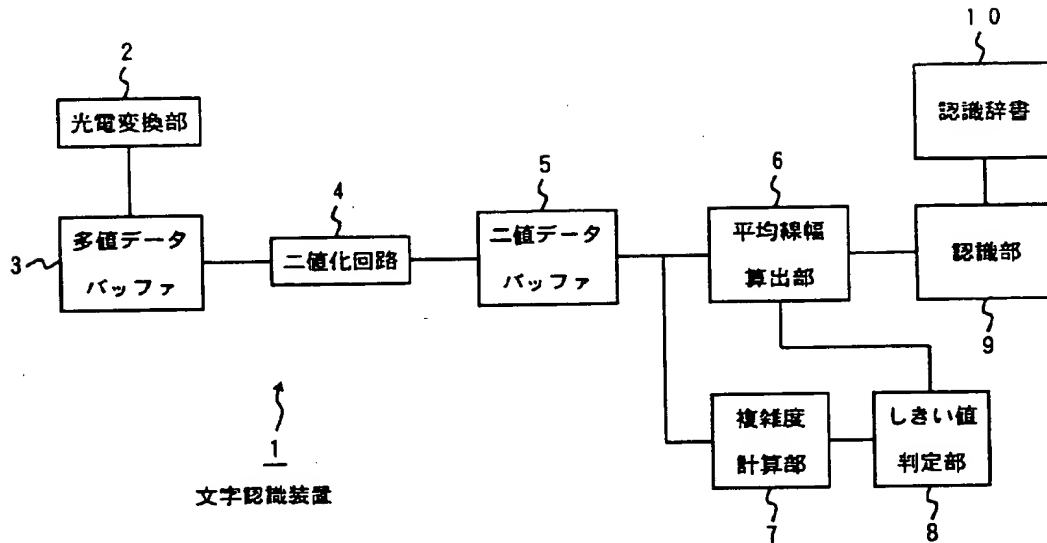 2
光電変換部
3
多値データ
バッファ
4
二値化回路
5
二値データ
バッファ
6
平均線幅
算出部
10
認識辞書
認識部
9
複雑度
計算部
7
しきい値
判定部
8
1
文字認識装置